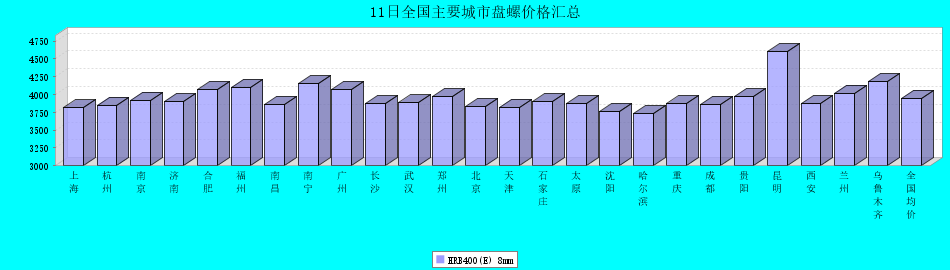 11日全国主要城市盘螺价格汇总
4750
4500
4250
4000
3750
3500
3250
3000
上海
杭州
南京
济南
合肥
福州
南昌
南宁
广州
长沙
武汉
郑州
北京
天津
石家庄
太原
沈阳
哈尔滨
重庆
成都
贵阳
昆明
西安
兰州
乌鲁木齐
全国均价
HRB400(E) 8mm